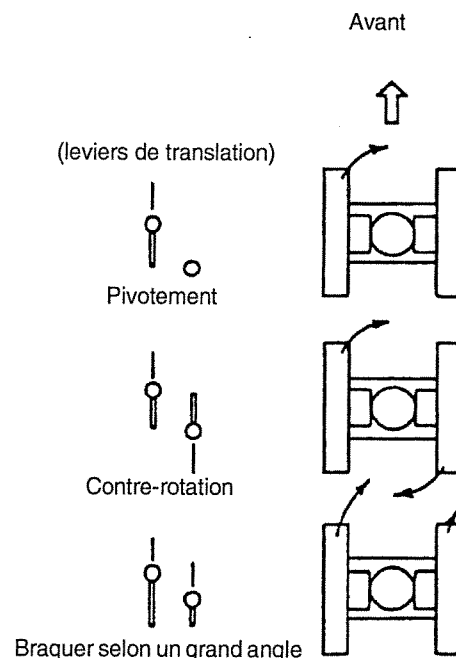 Avant
(leviers de translation)
Pivotement
Contre-rotation
Braquer selon un grand angle